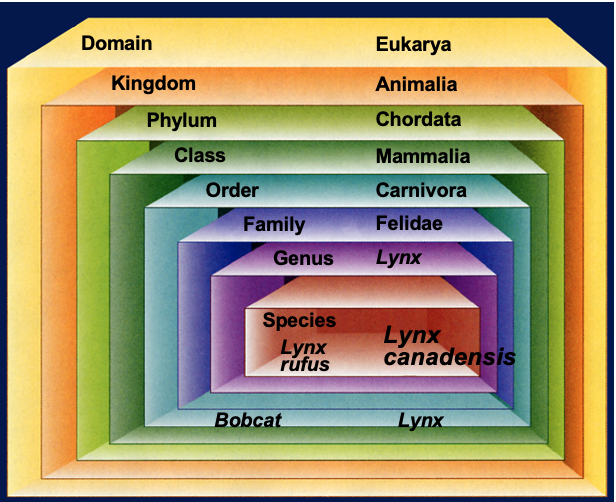 Domain Eukarya
Kingdom Animalia
Phylum Chordata
Class Mammalia
Order Carnivora
Family Felidae
Genus Lynx
Species
Lynx
rufus
Lynx
canadensis
Bobcat Lynx